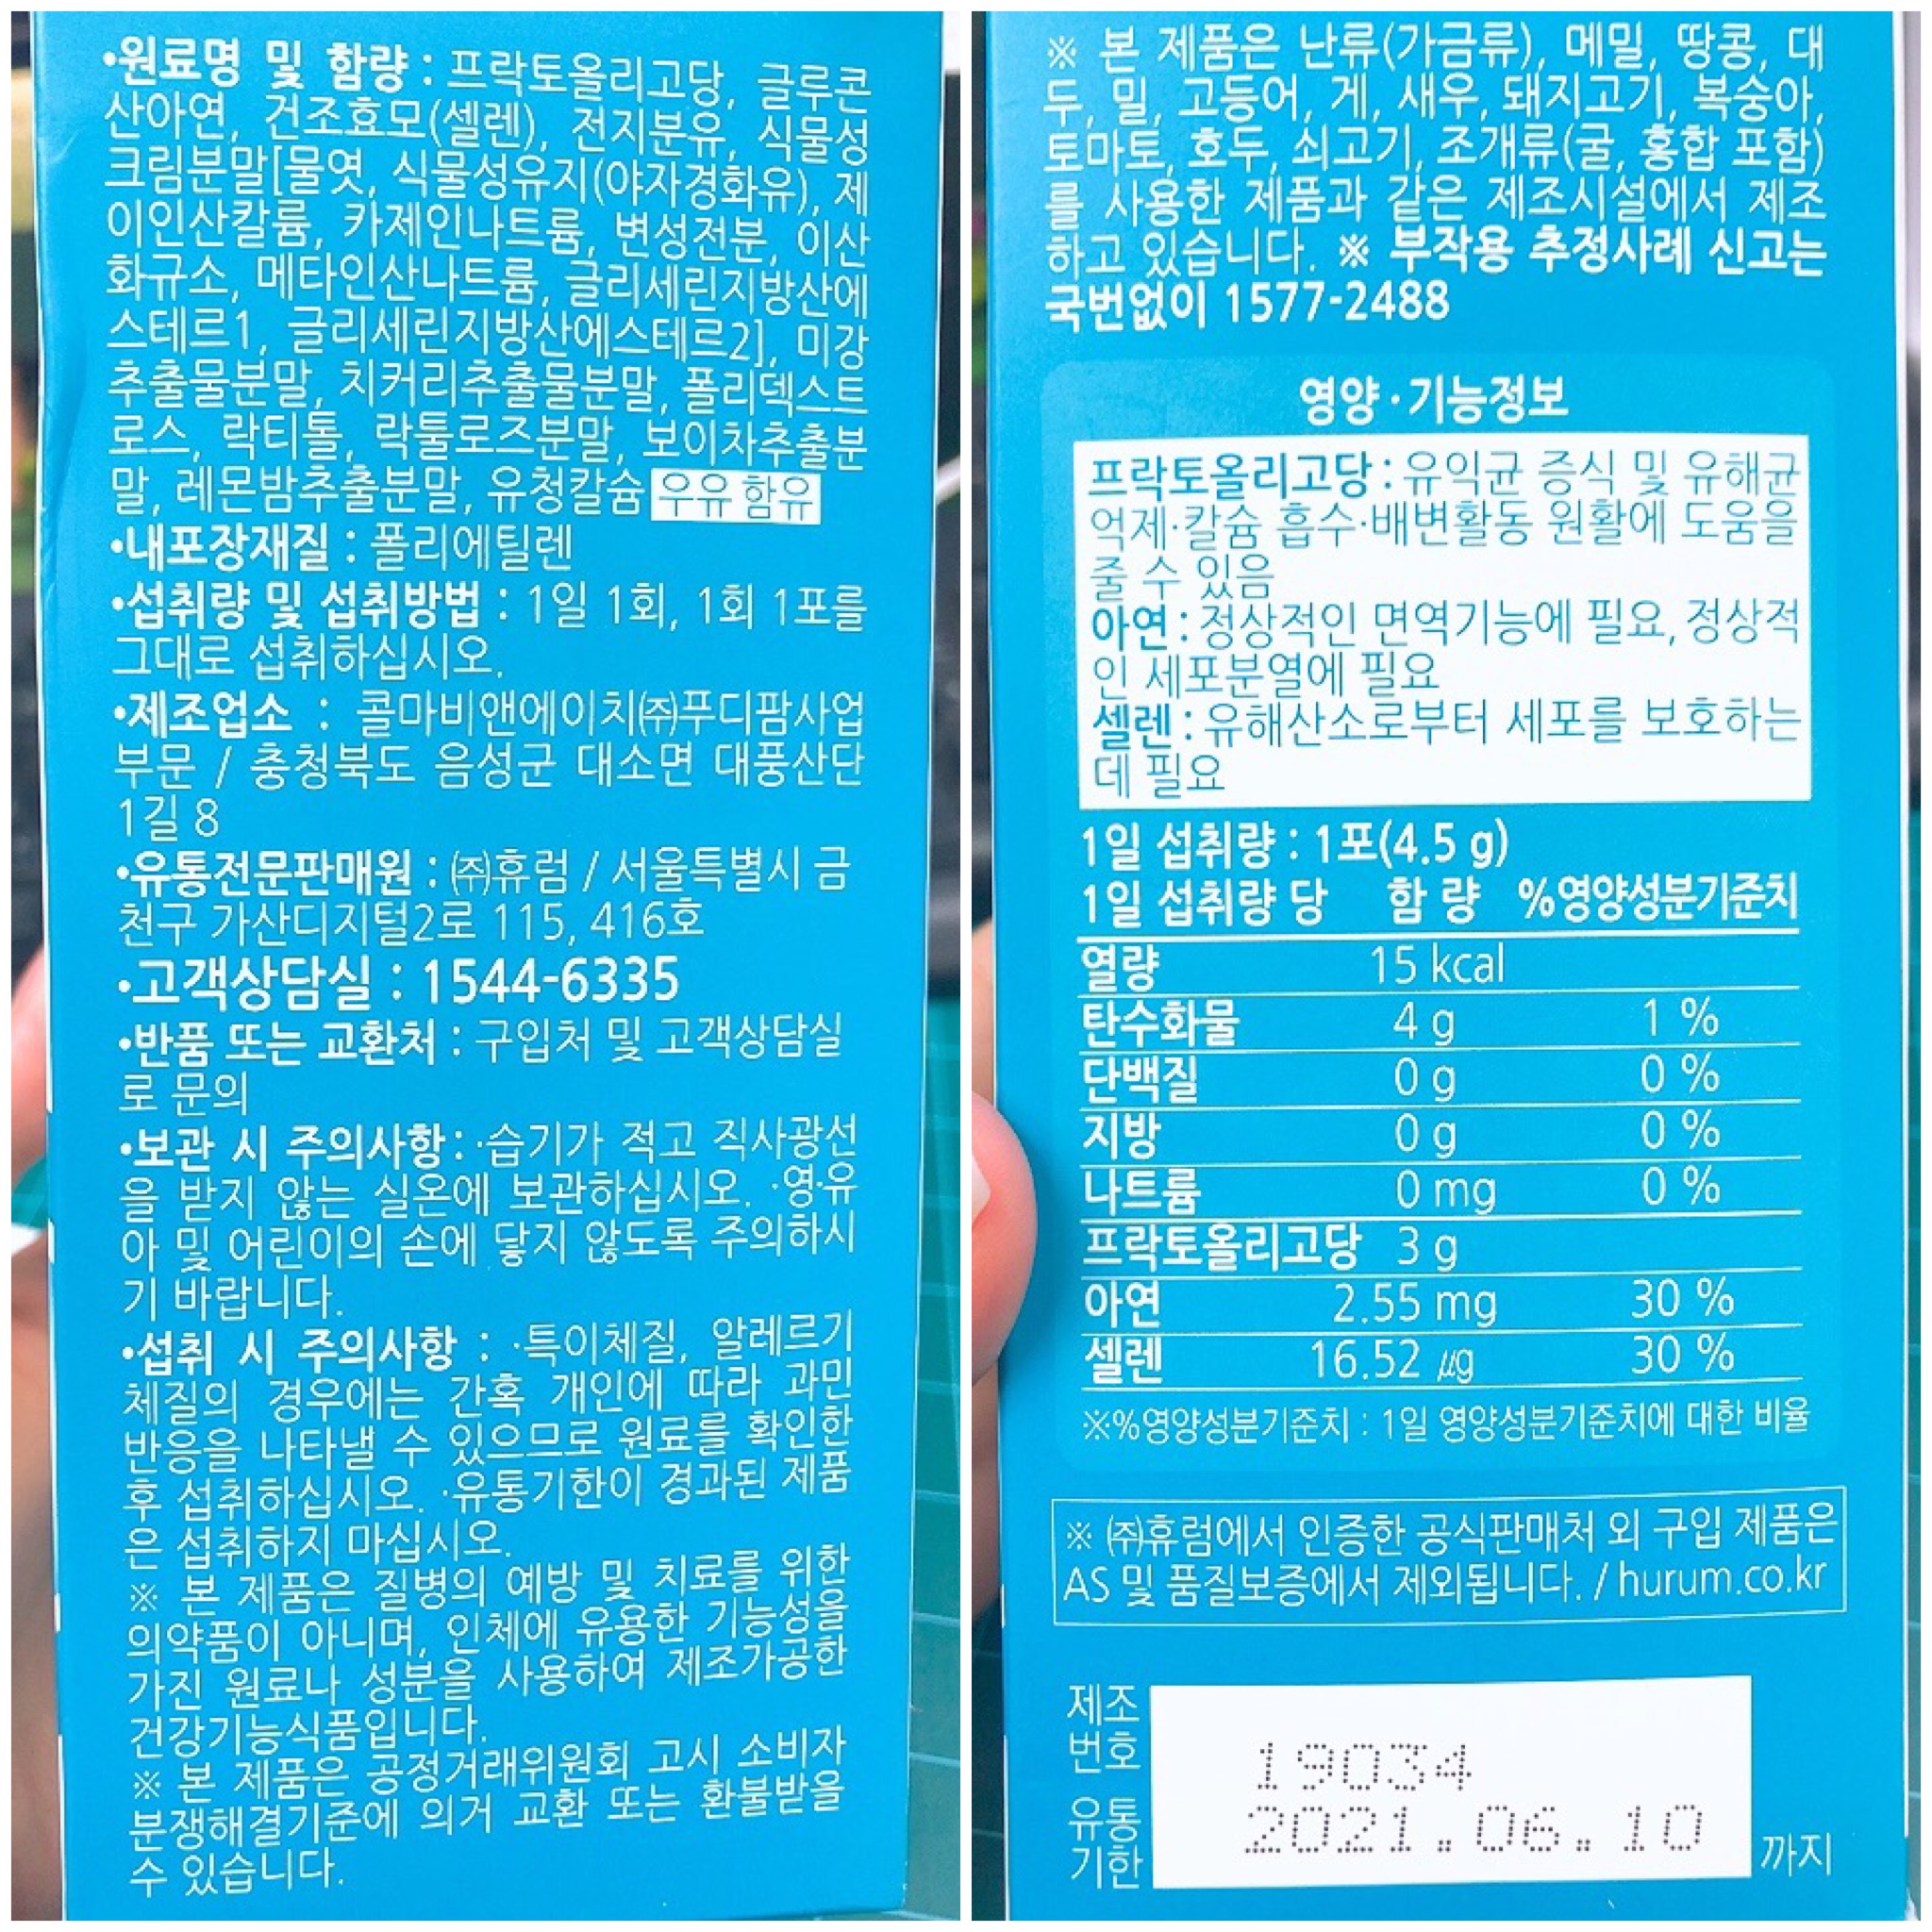 •원료명 및 함량 : 프락토올리고당, 글루콘
산아연, 건조효모(셀렌), 전지분유, 식물성
크림분말[물엿, 식물성유지(야자경화유), 제
이인산칼륨, 카제인나트륨, 변성전분, 이산
화규소, 메타인산나트륨, 글리세린지방산에
스테르1, 글리세린지방산에스테르2], 미강
추출물분말, 치커리추출물분말, 폴리덱스트
로스, 락티톨, 락툴로즈분말, 보이차추출분
말, 레몬밤추출분말, 유청칼슘 우유 함유
•내포장재질 : 폴리에틸렌
•섭취량 및 섭취방법 : 1일 1회, 1회 1포를
그대로 섭취하십시오.
•제조업소 : 콜마비앤에이치㈜푸디팜사업
부문 / 충청북도 음성군 대소면 대풍산단
1길 8
•유통전문판매원 : ㈜휴럼 / 서울특별시 금
천구 가산디지털2로 115, 416호
•고객상담실 : 1544-6335
•반품 또는 교환처 : 구입처 및 고객상담실
로 문의
•보관 시 주의사항 : ·습기가 적고 직사광선
을 받지 않는 실온에 보관하십시오. ·영·유
아 및 어린이의 손에 닿지 않도록 주의하시
기 바랍니다.
•섭취 시 주의사항 : ·특이체질, 알레르기
체질의 경우에는 간혹 개인에 따라 과민
반응을 나타낼 수 있으므로 원료를 확인한
후 섭취하십시오. ·유통기한이 경과된 제품
은 섭취하지 마십시오.
※ 본 제품은 질병의 예방 및 치료를 위한
의약품이 아니며, 인체에 유용한 기능성을
가진 원료나 성분을 사용하여 제조가공한
건강기능식품입니다.
※ 본 제품은 공정거래위원회 고시 소비자
분쟁해결기준에 의거 교환 또는 환불받을
수 있습니다.
※ 본 제품은 난류(가금류), 메밀, 땅콩, 대
두, 밀, 고등어, 게, 새우, 돼지고기, 복숭아,
토마토, 호두, 쇠고기, 조개류(굴, 홍합 포함)
를 사용한 제품과 같은 제조시설에서 제조
하고 있습니다. ※ 부작용 추정사례 신고는
국번없이 1577-2488
영양·기능정보
프락토올리고당 : 유익균 증식 및 유해균
억제·칼슘 흡수·배변활동 원활에 도움을
줄 수 있음
아연 : 정상적인 면역기능에 필요, 정상적
인 세포분열에 필요
셀렌 : 유해산소로부터 세포를 보호하는
데 필요
1일 섭취량 : 1포(4.5 g)
1일 섭취량 당 함 량 %영양성분기준치
열량 15 kcal
탄수화물 4 g 1 %
단백질 0 g 0 %
지방 0 g 0 %
나트륨 0 mg 0 %
프락토올리고당 3 g
아연 2.55 mg 30 %
셀렌 16.52 ㎍ 30 %
※%영양성분기준치 : 1일 영양성분기준치에 대한 비율
※ ㈜휴럼에서 인증한 공식판매처 외 구입 제품은
AS 및 품질보증에서 제외됩니다. / hurum.co.kr
제조
번호
19034
유통
기한
2021.06.10 까지